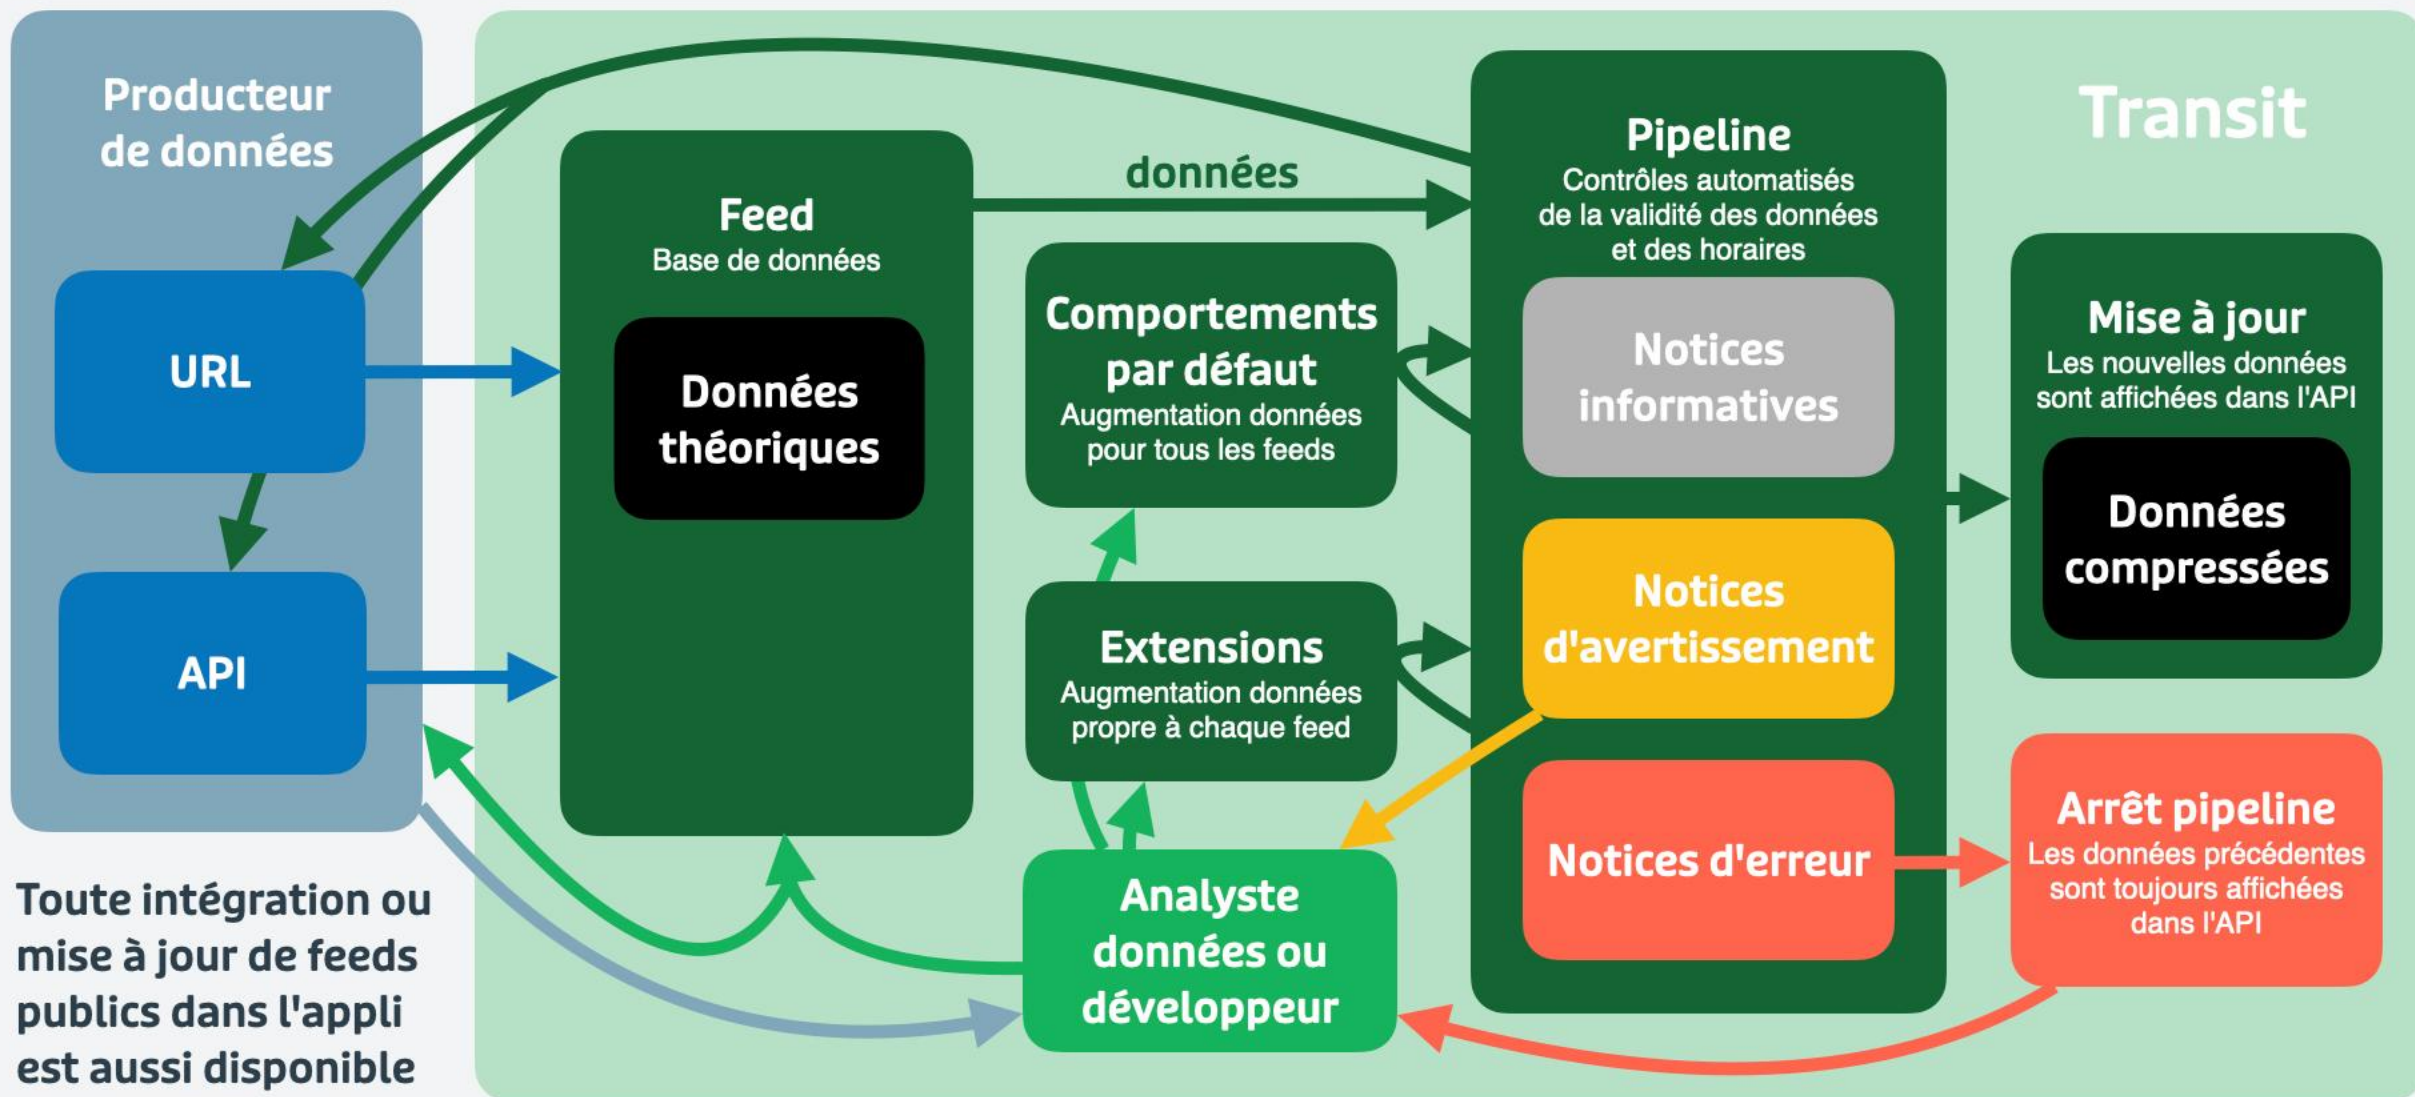 Producteur
de données
URL
API
Toute intégration ou
mise à jour de feeds
publics dans l'appli
est aussi disponible
Transit
Feed
Base de données
Données
théoriques
données
Comportements
par défaut
Augmentation données
pour tous les feeds
Extensions
Augmentation données
propre à chaque feed
Analyste
données ou
développeur
Pipeline
Contrôles automatisés
de la validité des données
et des horaires
Notices
informatives
Notices
d'avertissement
Notices d'erreur
Mise à jour
Les nouvelles données
sont affichées dans l'API
Données
compressées
Arrêt pipeline
Les données précédentes
sont toujours affichées
dans l'API